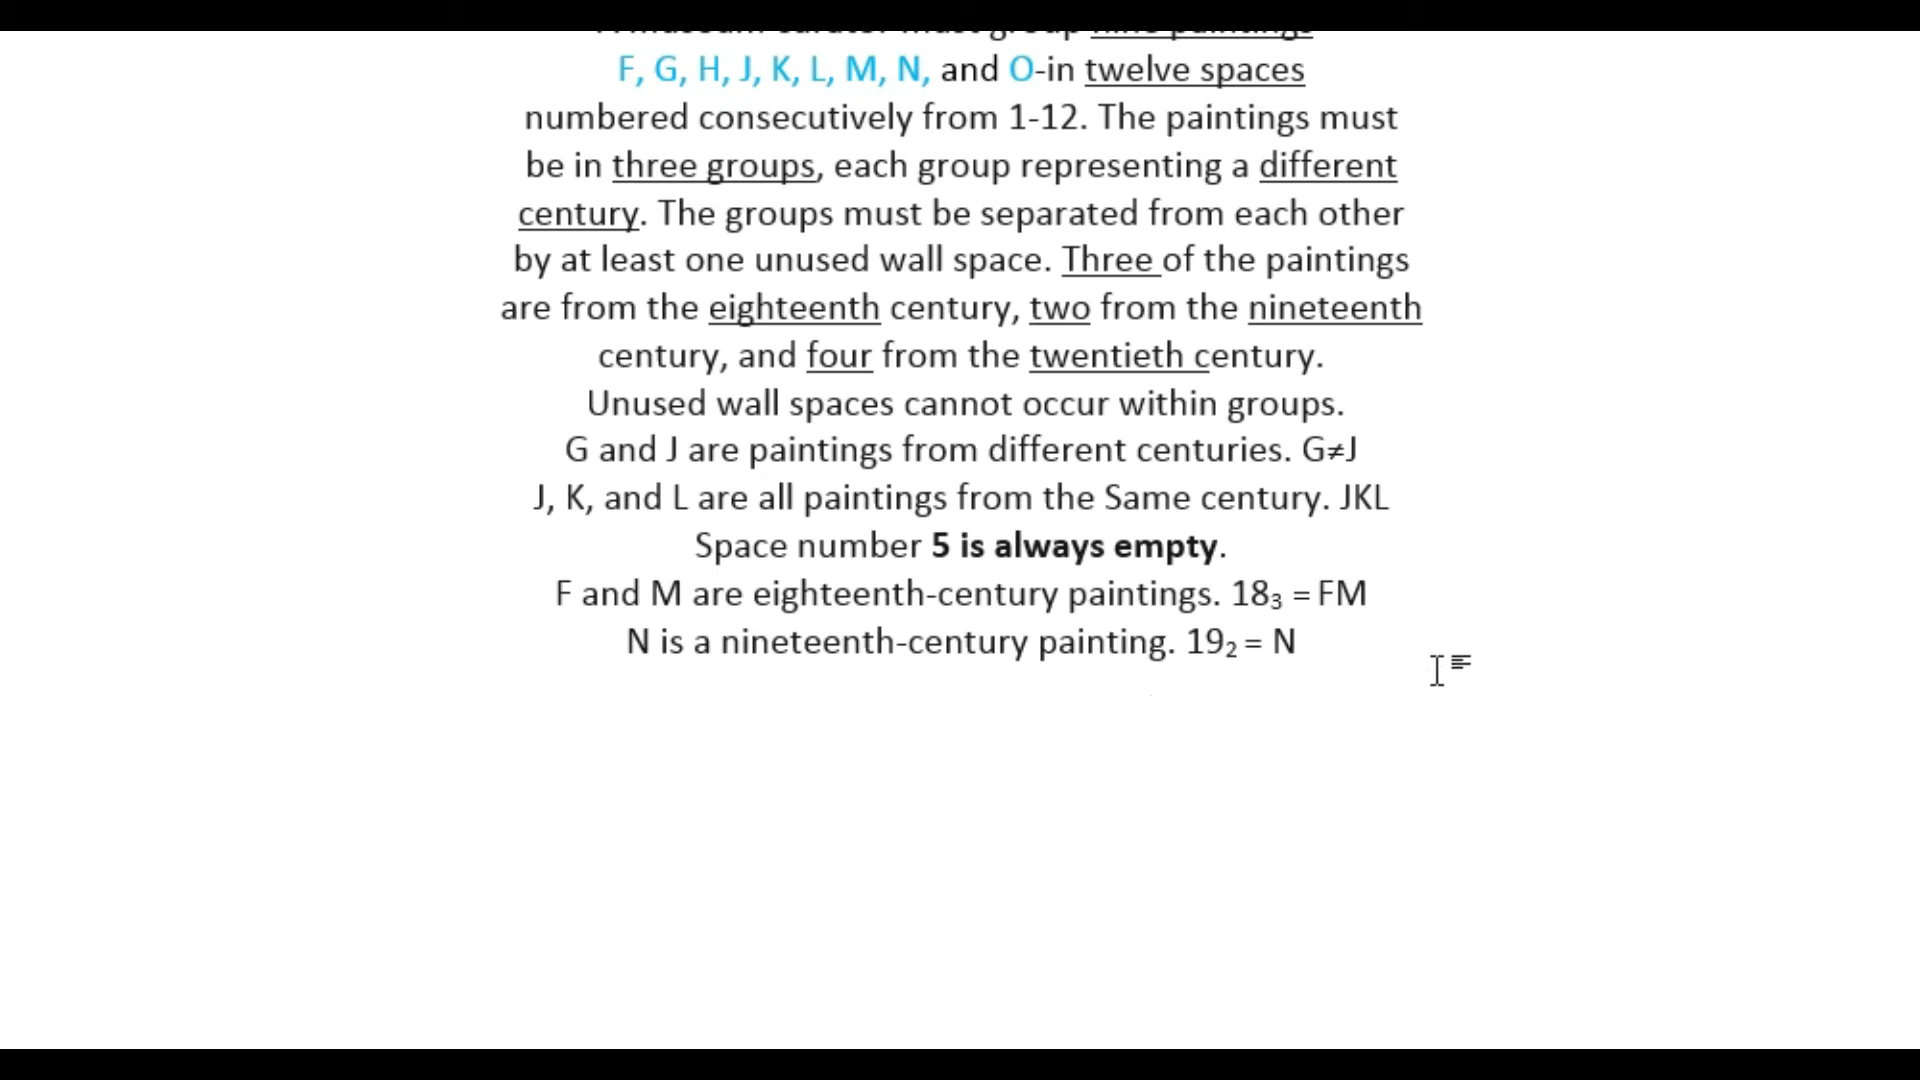 nine paintings
F, G, H, J, K, L, M, N, and O-in twelve spaces
numbered consecutively from 1-12. The paintings must
be in three groups, each group representing a different
century. The groups must be separated from each other
by at least one unused wall space. Three of the paintings
are from the eighteenth century, two from the nineteenth
century, and four from the twentieth century.
Unused wall spaces cannot occur within groups.
G and J are paintings from different centuries. G≠J
J, K, and L are all paintings from the Same century. JKL
Space number 5 is always empty.
F and M are eighteenth-century paintings. 18₃ = FM
N is a nineteenth-century painting. 19₂ = N